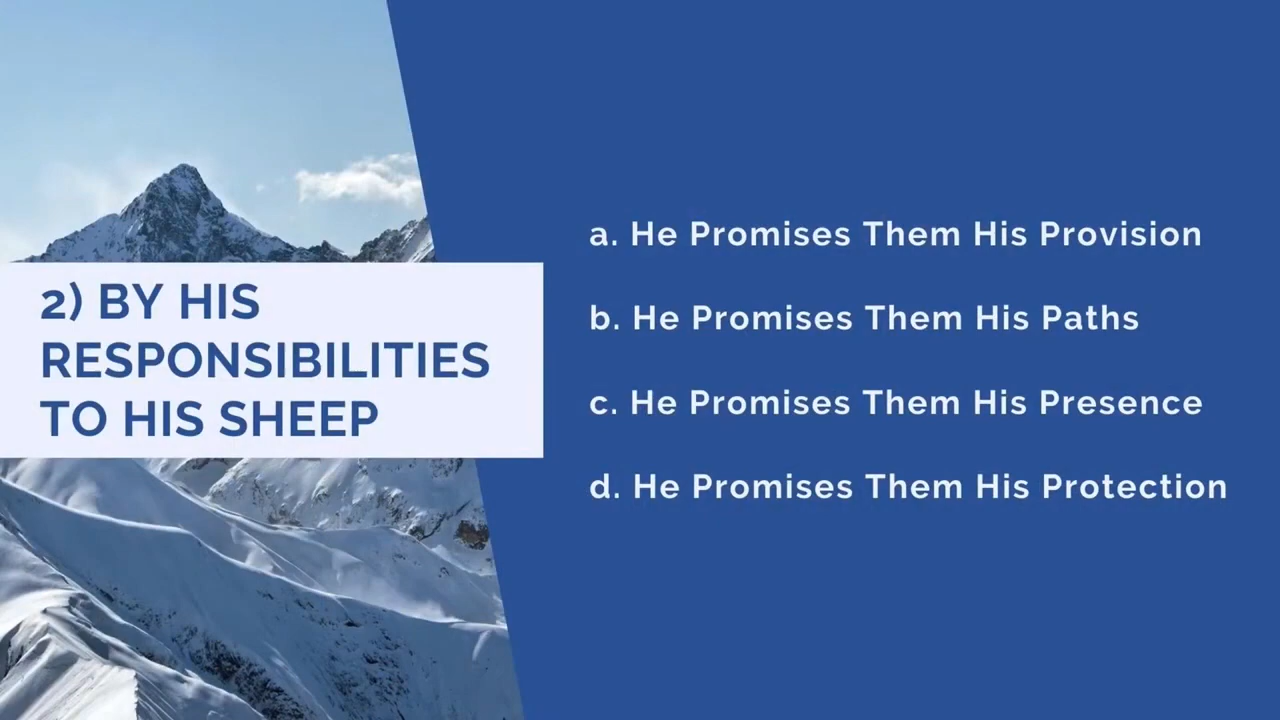 2) BY HIS
RESPONSIBILITIES
TO HIS SHEEP
a. He Promises Them His Provision
b. He Promises Them His Paths
c. He Promises Them His Presence
d. He Promises Them His Protection